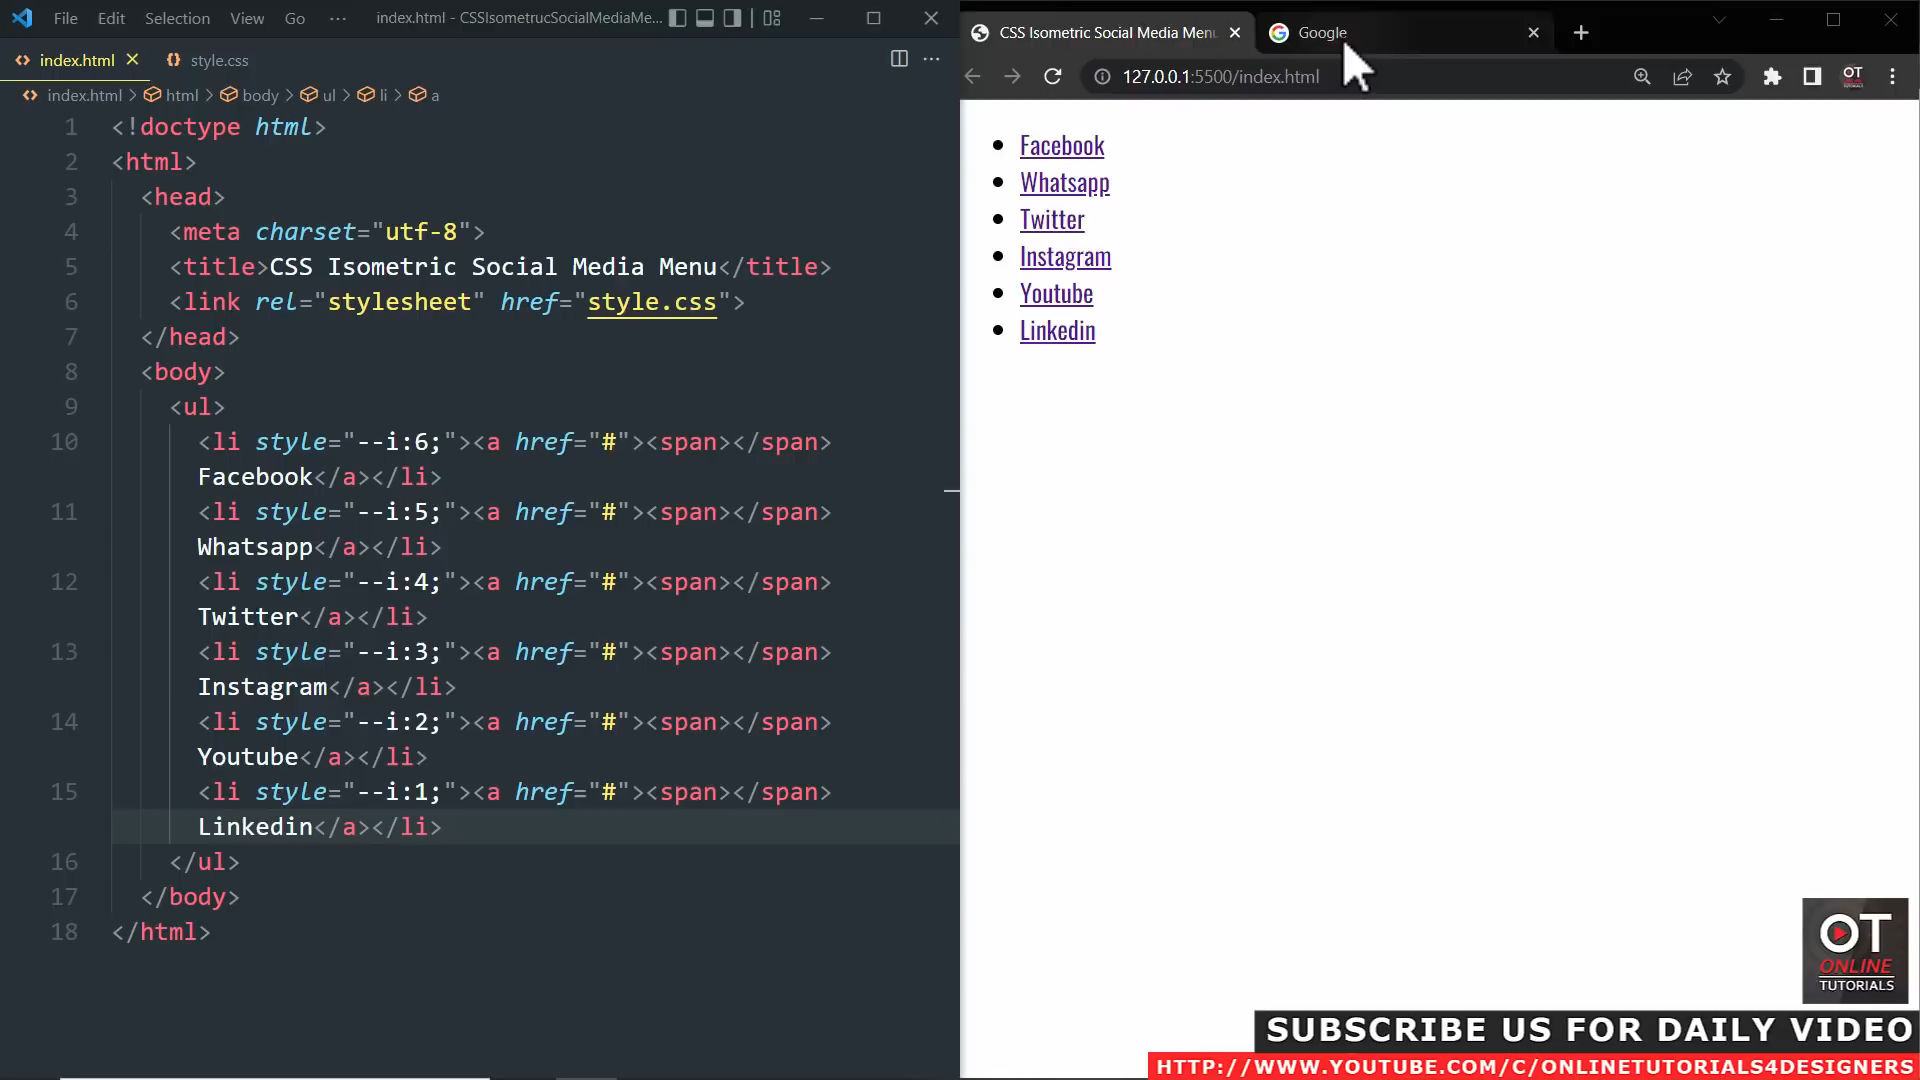 File Edit Selection View Go ··· index.html - CSSIsometrucSocialMediaMe...
index.html style.css
index.html > html > body > ul > li > a
1 <!doctype html>
2 <html>
3 <head>
4 <meta charset="utf-8">
5 <title>CSS Isometric Social Media Menu</title>
6 <link rel="stylesheet" href="style.css">
7 </head>
8 <body>
9 <ul>
10 <li style="--i:6;"><a href="#"><span></span>
Facebook</a></li>
11 <li style="--i:5;"><a href="#"><span></span>
Whatsapp</a></li>
12 <li style="--i:4;"><a href="#"><span></span>
Twitter</a></li>
13 <li style="--i:3;"><a href="#"><span></span>
Instagram</a></li>
14 <li style="--i:2;"><a href="#"><span></span>
Youtube</a></li>
15 <li style="--i:1;"><a href="#"><span></span>
Linkedin</a></li>
16 </ul>
17 </body>
18 </html>
CSS Isometric Social Media Menu Google
127.0.0.1:5500/index.html
OT
Facebook
Whatsapp
Twitter
Instagram
Youtube
Linkedin
OT
ONLINE
TUTORIALS
SUBSCRIBE US FOR DAILY VIDEO
HTTP://WWW.YOUTUBE.COM/C/ONLINETUTORIALS4DESIGNERS